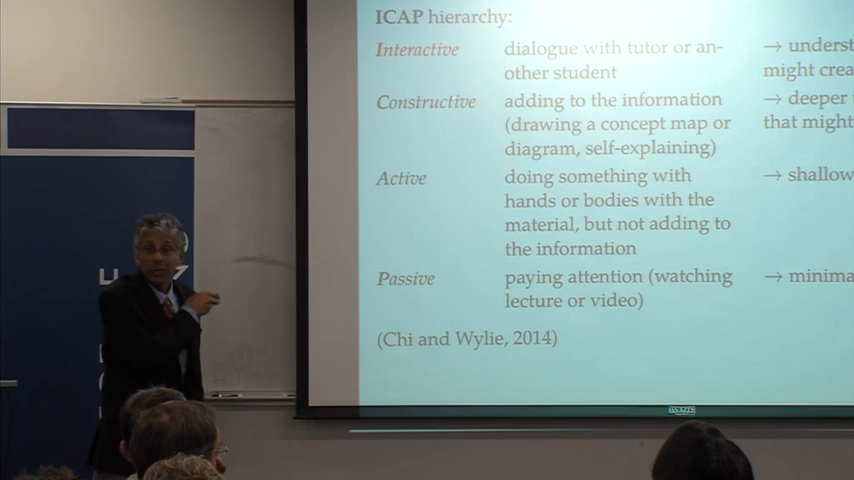 ICAP hierarchy:
Interactive dialogue with tutor or an- → underst
other student might crea
Constructive adding to the information → deeper
(drawing a concept map or that might
diagram, self-explaining)
Active doing something with → shallow
hands or bodies with the
material, but not adding to
the information
Passive paying attention (watching → minima
lecture or video)
(Chi and Wylie, 2014)